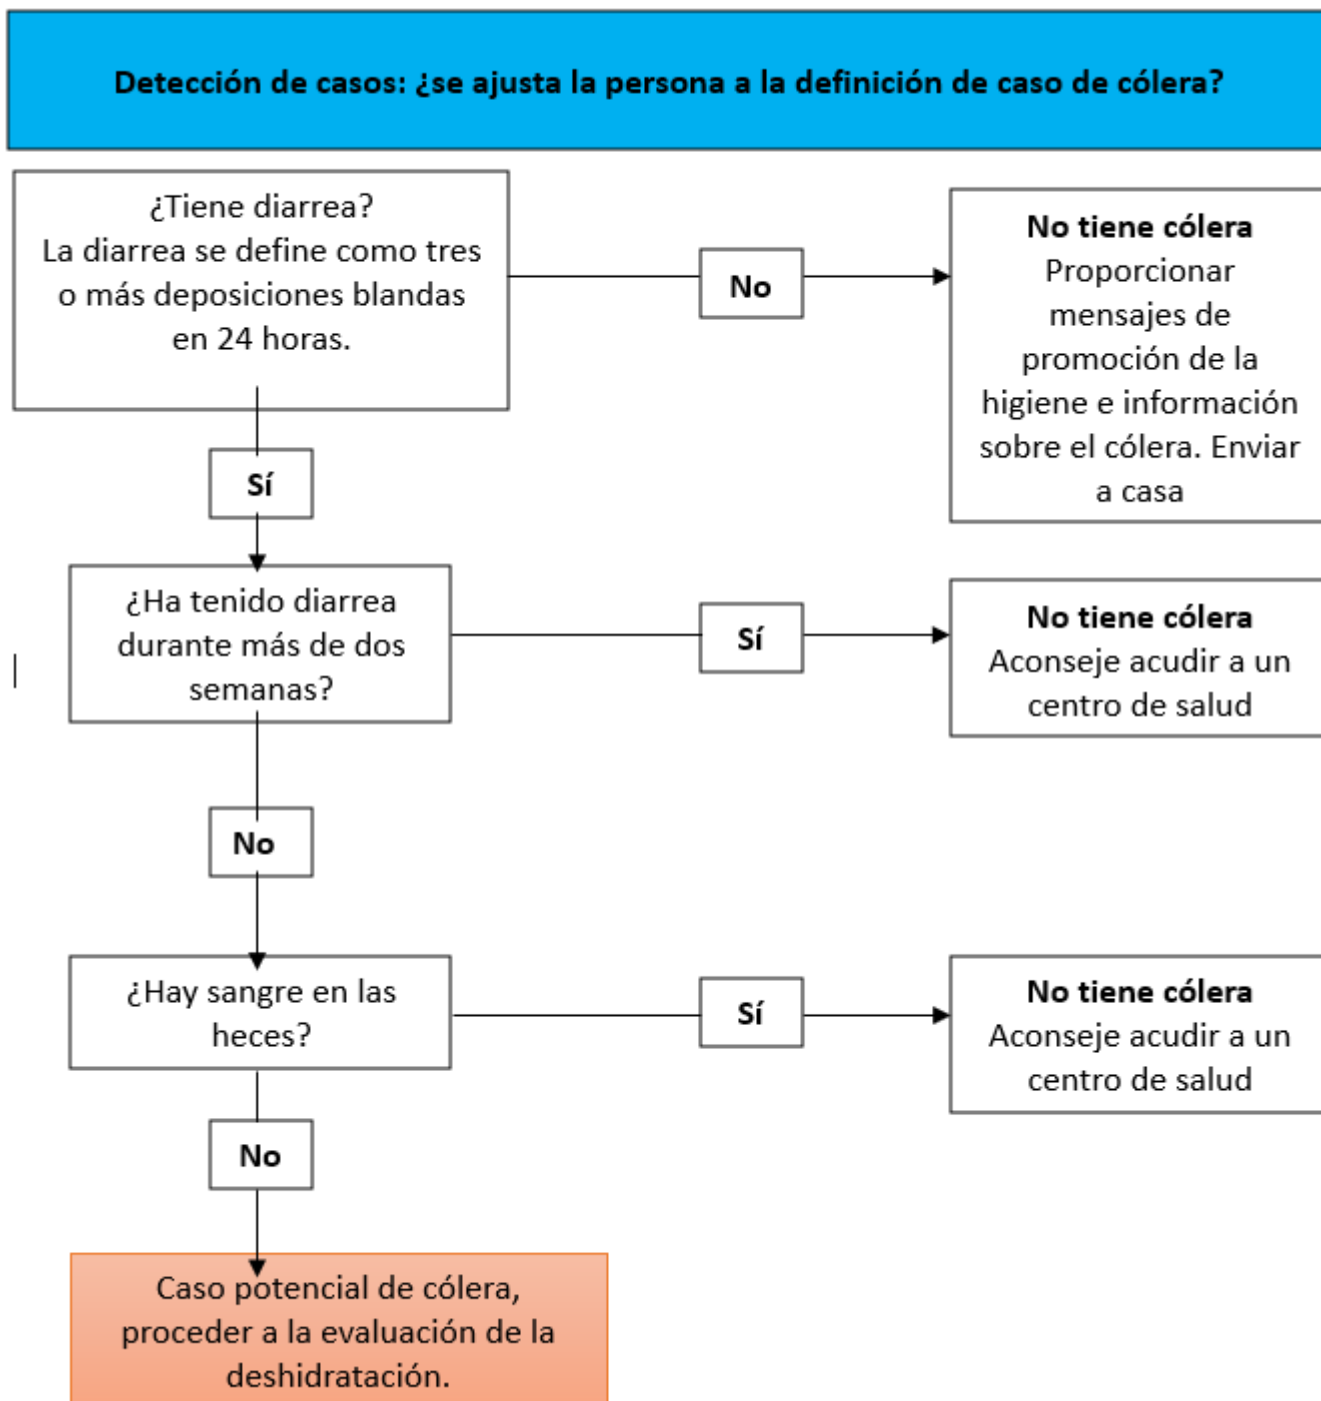 Detección de casos: ¿se ajusta la persona a la definición de caso de cólera?
¿Tiene diarrea?
La diarrea se define como tres
o más deposiciones blandas
en 24 horas.
No
No tiene cólera
Proporcionar
mensajes de
promoción de la
higiene e información
sobre el cólera. Enviar
a casa
Sí
¿Ha tenido diarrea
durante más de dos
semanas?
Sí
No tiene cólera
Aconseje acudir a un
centro de salud
No
¿Hay sangre en las
heces?
Sí
No tiene cólera
Aconseje acudir a un
centro de salud
No
Caso potencial de cólera,
proceder a la evaluación de la
deshidratación.